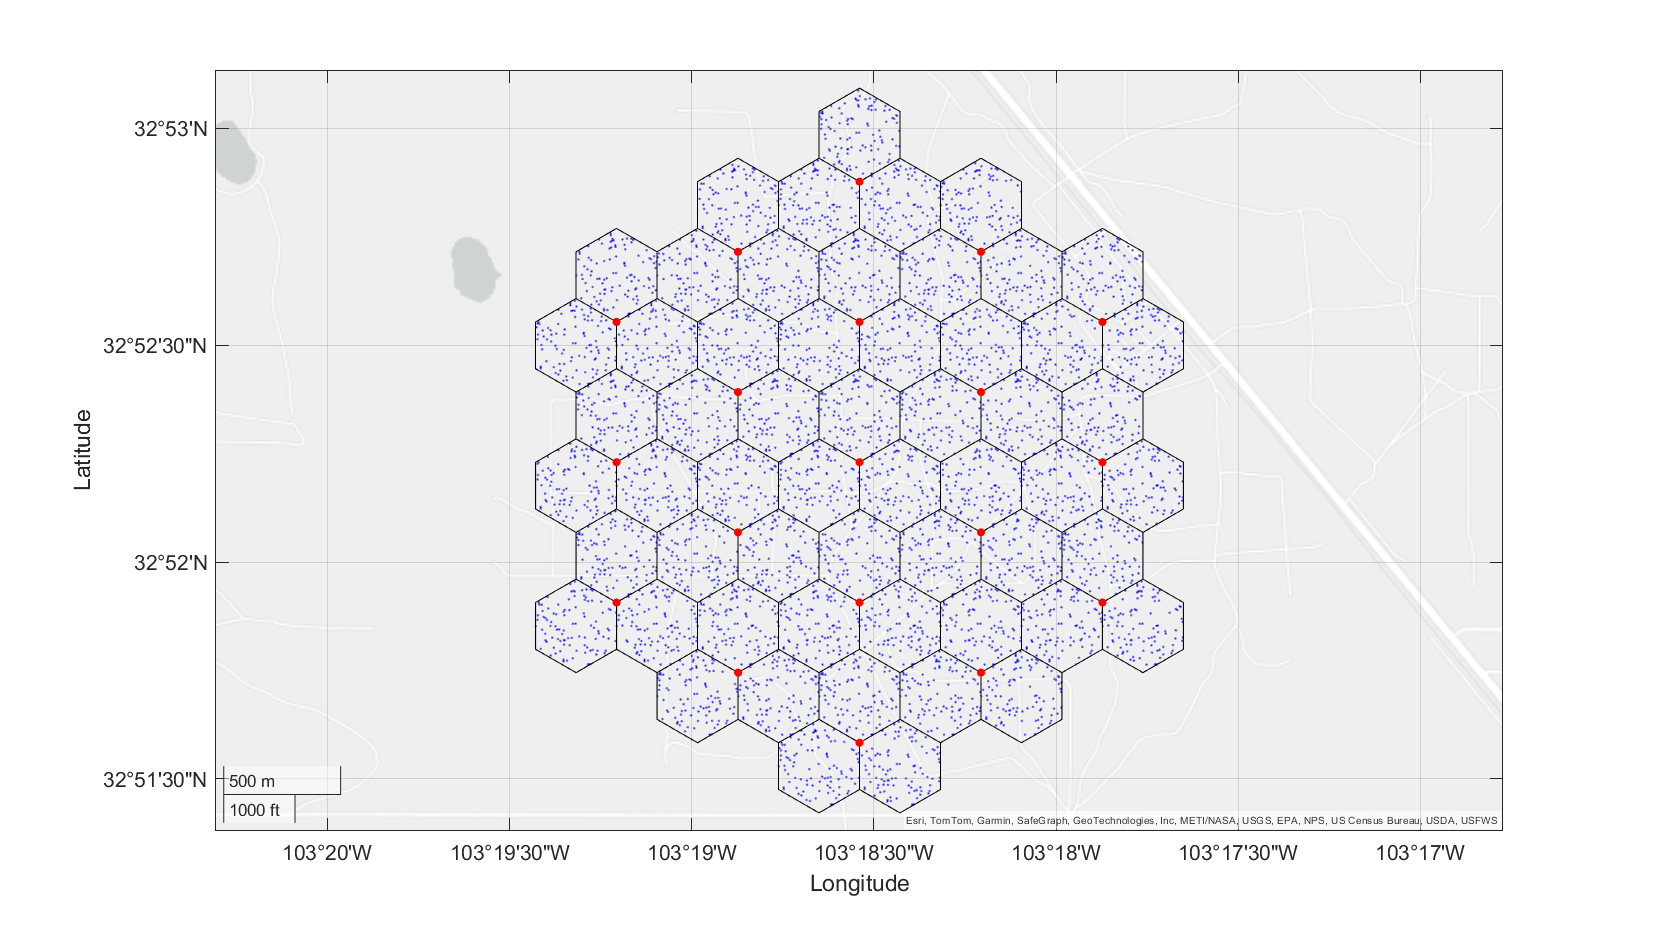 32°53'N
32°52'30"N
32°52'N
32°51'30"N
Latitude
500 m
1000 ft
Esri, TomTom, Garmin, SafeGraph, GeoTechnologies, Inc, METI/NASA, USGS, EPA, NPS, US Census Bureau, USDA, USFWS
103°20'W 103°19'30"W 103°19'W 103°18'30"W 103°18'W 103°17'30"W 103°17'W
Longitude